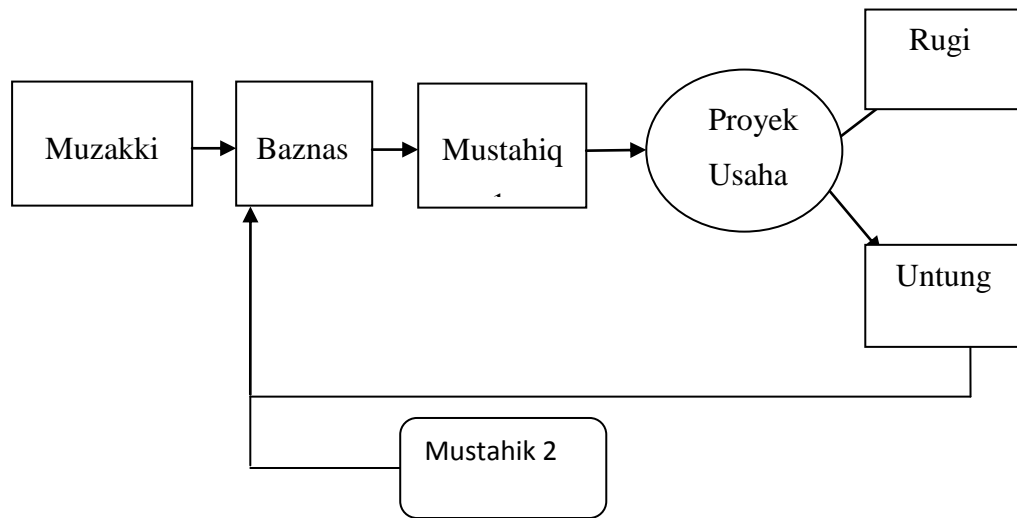 Muzakki
Baznas
Mustahiq
Proyek
Usaha
Rugi
Untung
Mustahik 2